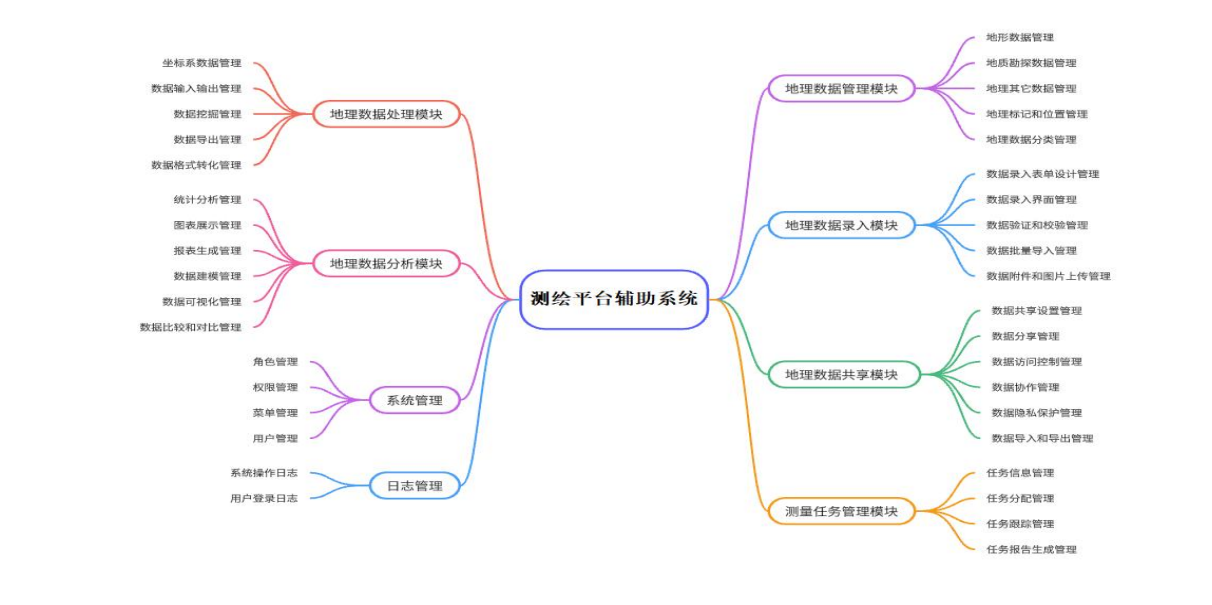 测绘平台辅助系统
地理数据处理模块
坐标系数据管理
数据输入输出管理
数据挖掘管理
数据导出管理
数据格式转化管理
地理数据分析模块
统计分析管理
图表展示管理
报表生成管理
数据建模管理
数据可视化管理
数据比较和对比管理
系统管理
角色管理
权限管理
菜单管理
用户管理
日志管理
系统操作日志
用户登录日志
地理数据管理模块
地形数据管理
地质勘探数据管理
地理其它数据管理
地理标记和位置管理
地理数据分类管理
地理数据录入模块
数据录入表单设计管理
数据录入界面管理
数据验证和校验管理
数据批量导入管理
数据附件和图片上传管理
地理数据共享模块
数据共享设置管理
数据分享管理
数据访问控制管理
数据协作管理
数据隐私保护管理
数据导入和导出管理
测量任务管理模块
任务信息管理
任务分配管理
任务跟踪管理
任务报告生成管理